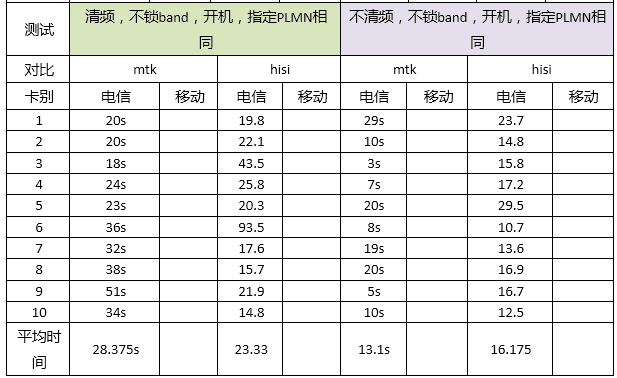 测试 清频，不锁band，开机，指定PLMN相同 不清频，不锁band，开机，指定PLMN相同
对比 mtk hisi mtk hisi
卡别 电信 移动 电信 移动 电信 移动 电信 移动
1 20s 19.8 29s 23.7
2 20s 22.1 10s 14.8
3 18s 43.5 3s 15.8
4 24s 25.8 7s 17.2
5 23s 20.3 20s 29.5
6 36s 93.5 8s 10.7
7 32s 17.6 19s 13.6
8 38s 15.7 20s 16.9
9 51s 21.9 5s 16.7
10 34s 14.8 10s 12.5
平均时间 28.375s 23.33 13.1s 16.175